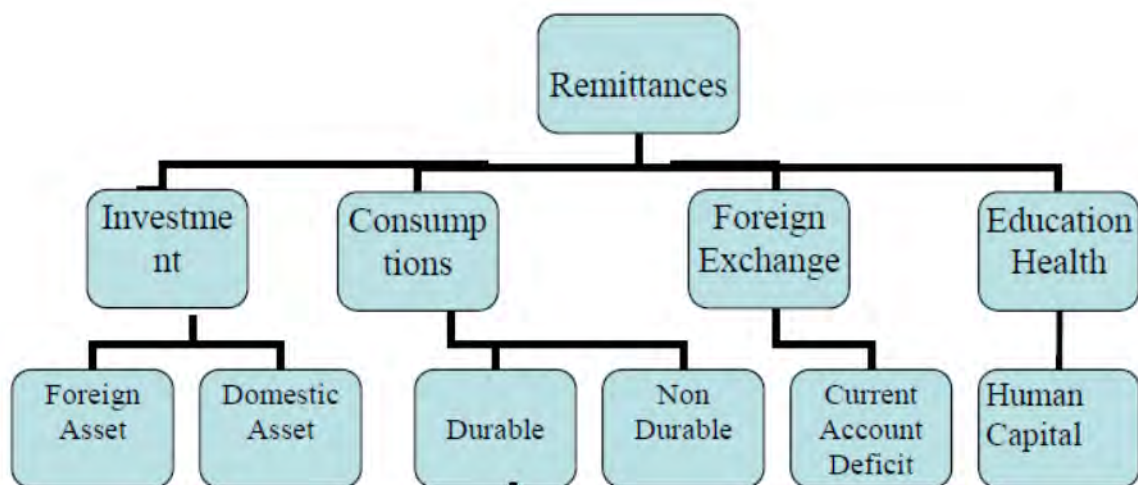 Remittances
Investme
nt
Consump
tions
Foreign
Exchange
Education
Health
Foreign
Asset
Domestic
Asset
Durable
Non
Durable
Current
Account
Deficit
Human
Capital